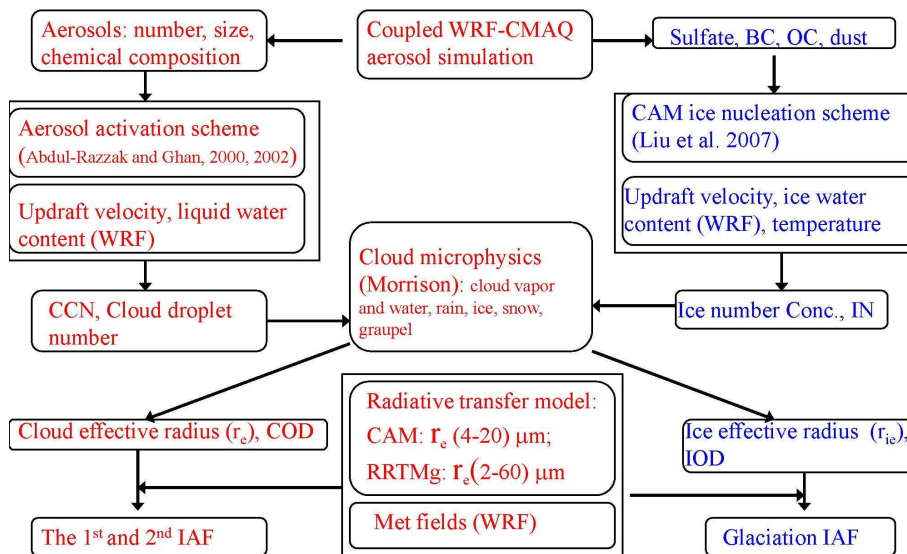 Aerosols: number, size,
chemical composition
Coupled WRF-CMAQ
aerosol simulation
Sulfate, BC, OC, dust
Aerosol activation scheme
(Abdul-Razzak and Ghan, 2000, 2002)
Updraft velocity, liquid water
content (WRF)
CAM ice nucleation scheme
(Liu et al. 2007)
Updraft velocity, ice water
content (WRF), temperature
Cloud microphysics
(Morrison): cloud vapor
and water, rain, ice, snow,
graupel
CCN, Cloud droplet
number
Ice number Conc., IN
Cloud effective radius (re), COD
Radiative transfer model:
CAM: re (4-20) μm;
RRTMg: re(2-60) μm
Met fields (WRF)
Ice effective radius (rie),
IOD
The 1st and 2nd IAF
Glaciation IAF